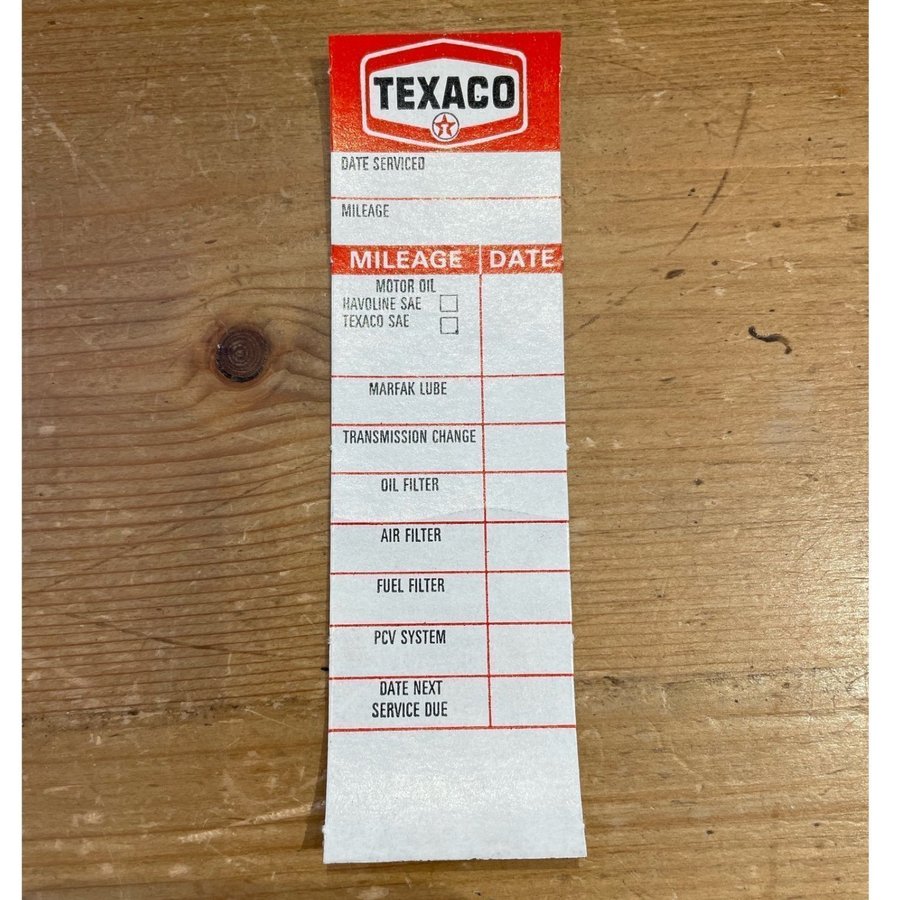 TEXACO
T
DATE SERVICED
MILEAGE
MILEAGE DATE
MOTOR OIL
HAVOLINE SAE
TEXACO SAE
MARFAK LUBE
TRANSMISSION CHANGE
OIL FILTER
AIR FILTER
FUEL FILTER
PCV SYSTEM
DATE NEXT
SERVICE DUE